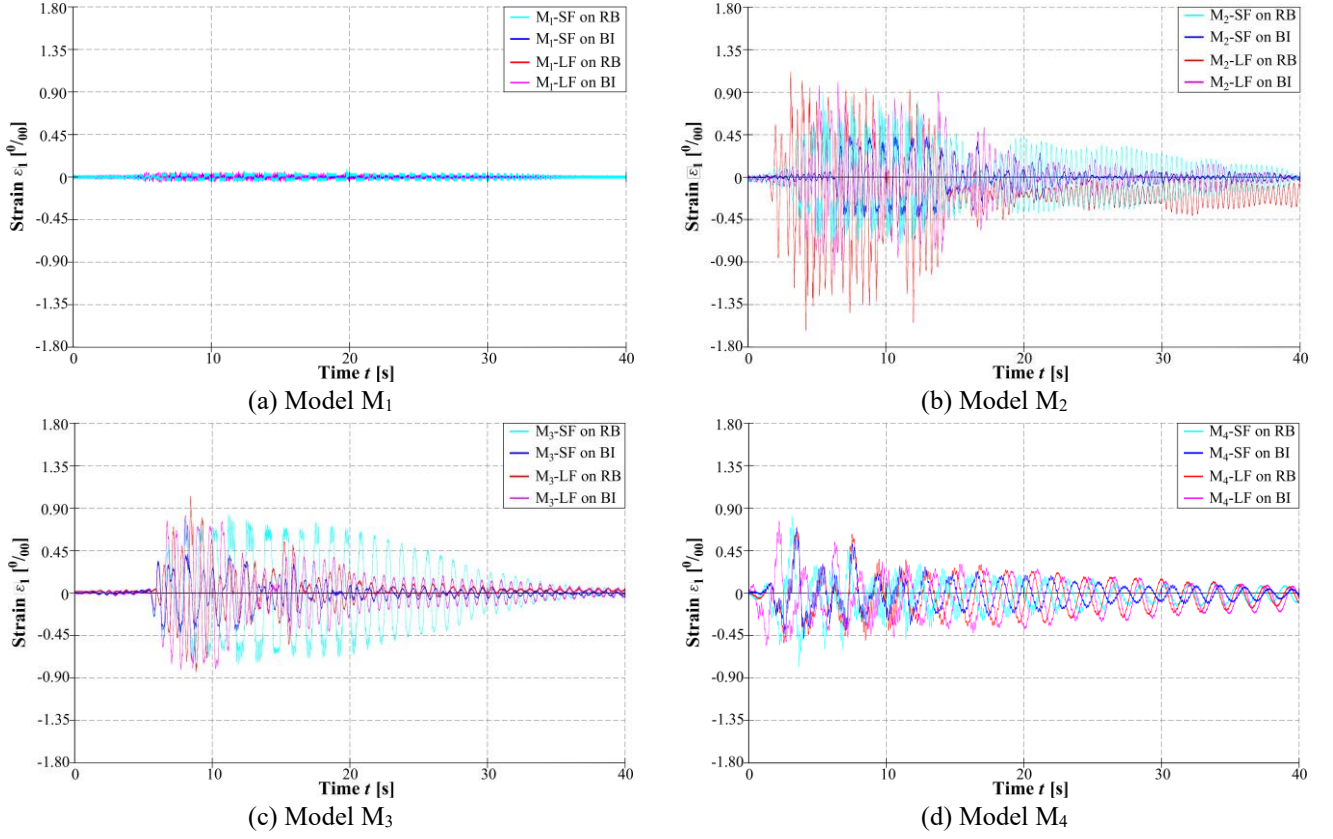 1.80
1.35
0.90
0.45
0
-0.45
-0.90
-1.35
-1.80
Strain ε₁ [⁰/₀₀]
M₁-SF on RB
M₁-SF on BI
M₁-LF on RB
M₁-LF on BI
0 10 20 30 40
Time t [s]
(a) Model M₁
1.80
1.35
0.90
0.45
0
-0.45
-0.90
-1.35
-1.80
Strain ε₁ [⁰/₀₀]
M₂-SF on RB
M₂-SF on BI
M₂-LF on RB
M₂-LF on BI
0 10 20 30 40
Time t [s]
(b) Model M₂
1.80
1.35
0.90
0.45
0
-0.45
-0.90
-1.35
-1.80
Strain ε₁ [⁰/₀₀]
M₃-SF on RB
M₃-SF on BI
M₃-LF on RB
M₃-LF on BI
0 10 20 30 40
Time t [s]
(c) Model M₃
1.80
1.35
0.90
0.45
0
-0.45
-0.90
-1.35
-1.80
Strain ε₁ [⁰/₀₀]
M₄-SF on RB
M₄-SF on BI
M₄-LF on RB
M₄-LF on BI
0 10 20 30 40
Time t [s]
(d) Model M₄